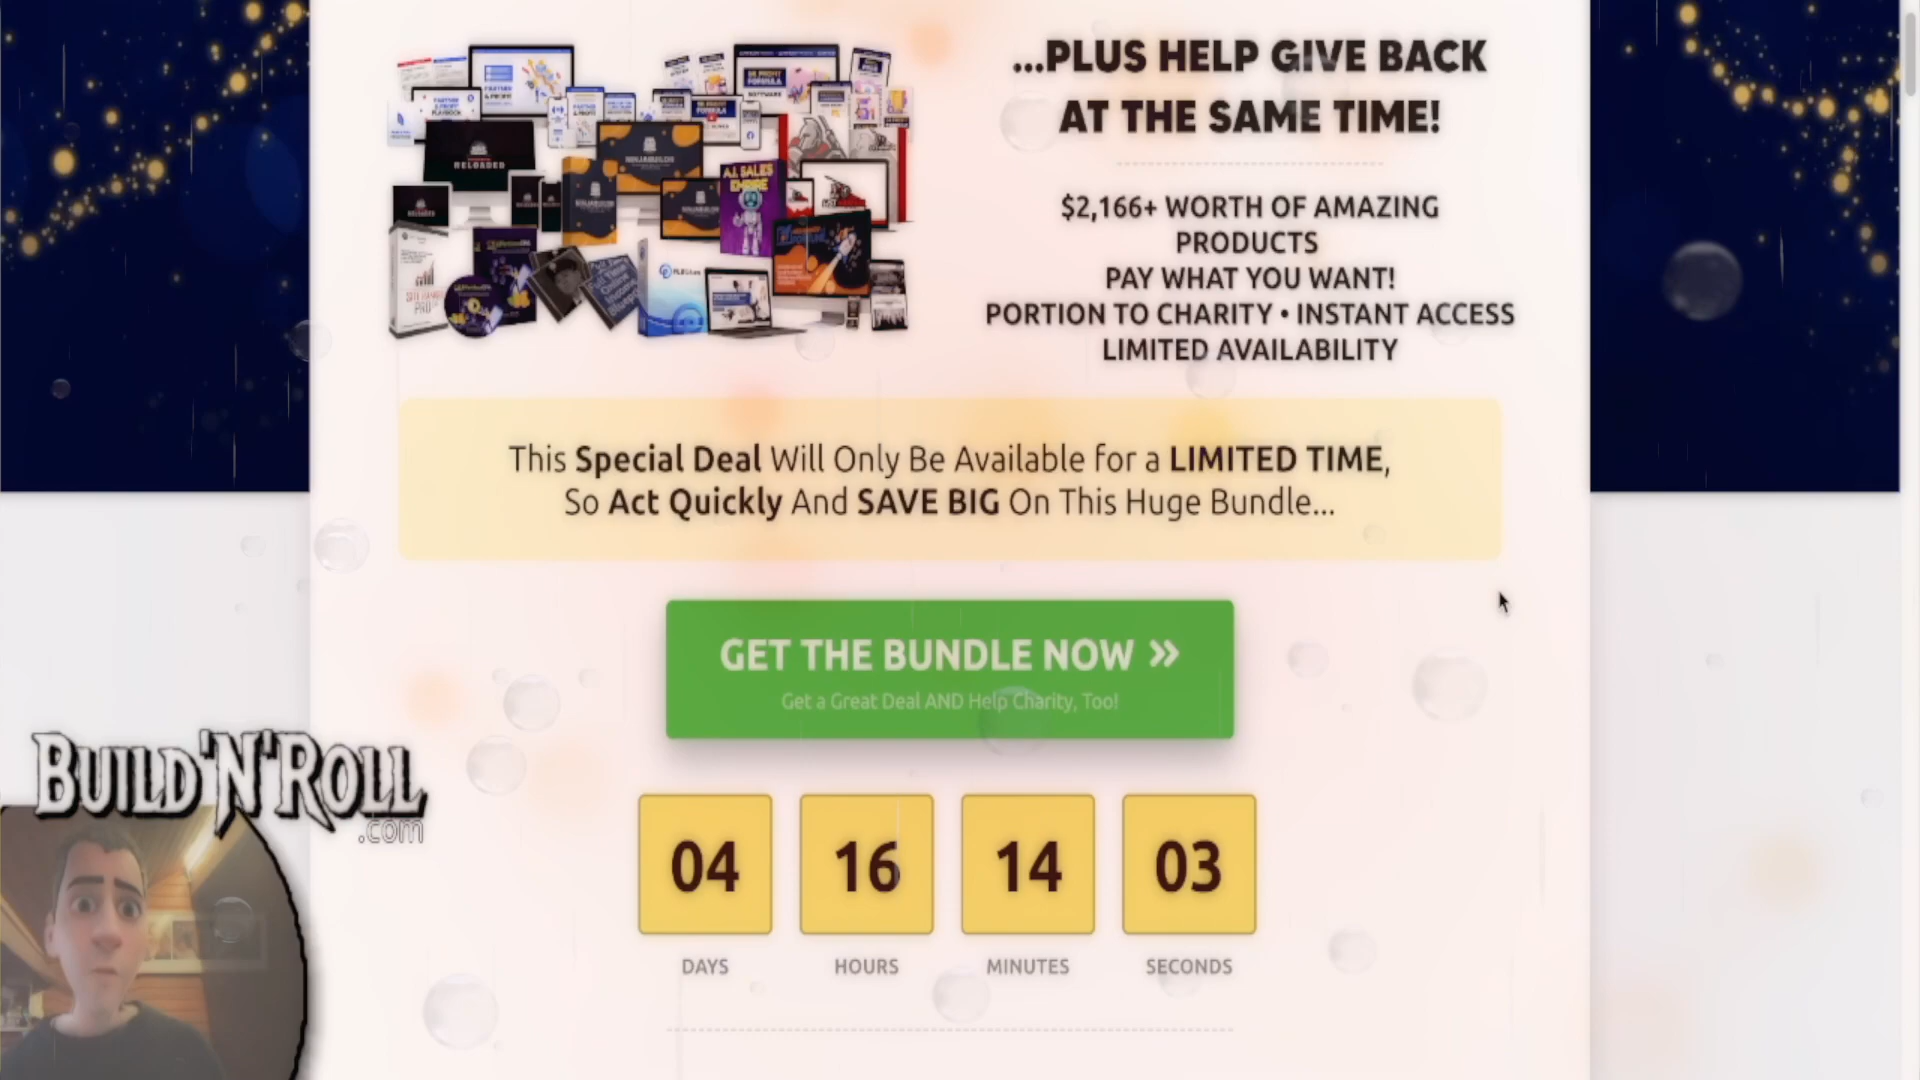 ...PLUS HELP GIVE BACK
AT THE SAME TIME!
$2,166+ WORTH OF AMAZING
PRODUCTS
PAY WHAT YOU WANT!
PORTION TO CHARITY • INSTANT ACCESS
LIMITED AVAILABILITY
RELOADED
A.I. SALES
EMPIRE
This Special Deal Will Only Be Available for a LIMITED TIME,
So Act Quickly And SAVE BIG On This Huge Bundle...
GET THE BUNDLE NOW »
Get a Great Deal AND Help Charity, Too!
04 16 14 03
DAYS HOURS MINUTES SECONDS
BUILD'N'ROLL
.com